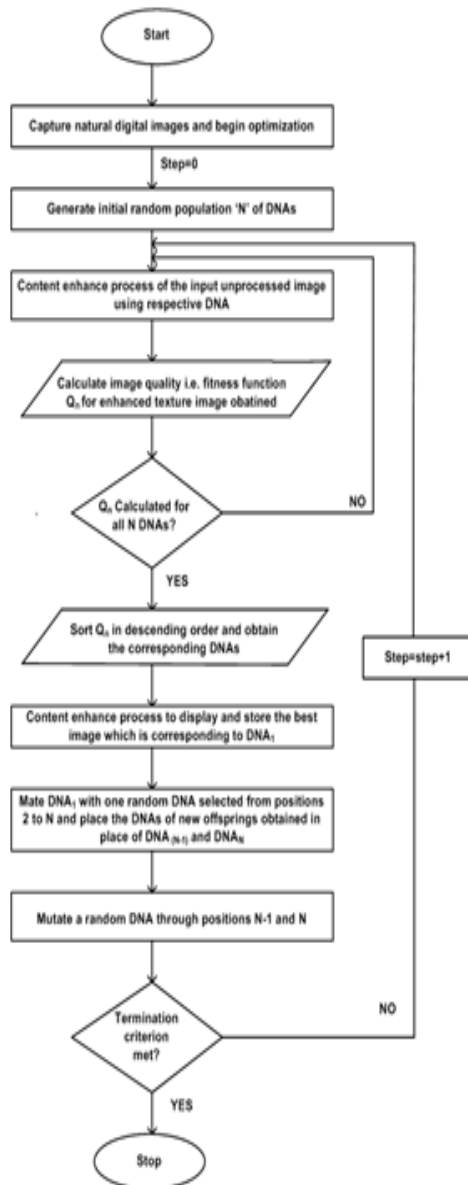 Start
Capture natural digital images and begin optimization
Step=0
Generate initial random population ‘N’ of DNAs
Content enhance process of the input unprocessed image
using respective DNA
Calculate image quality i.e. fitness function
Qn for enhanced texture image obatined
Qn Calculated for
all N DNAs?
NO
YES
Sort Qn in descending order and obtain
the corresponding DNAs
Step=step+1
Content enhance process to display and store the best
image which is corresponding to DNA1
Mate DNA1 with one random DNA selected from positions
2 to N and place the DNAs of new offsprings obtained in
place of DNA(N-1) and DNAN
Mutate a random DNA through positions N-1 and N
Termination
criterion
met?
NO
YES
Stop